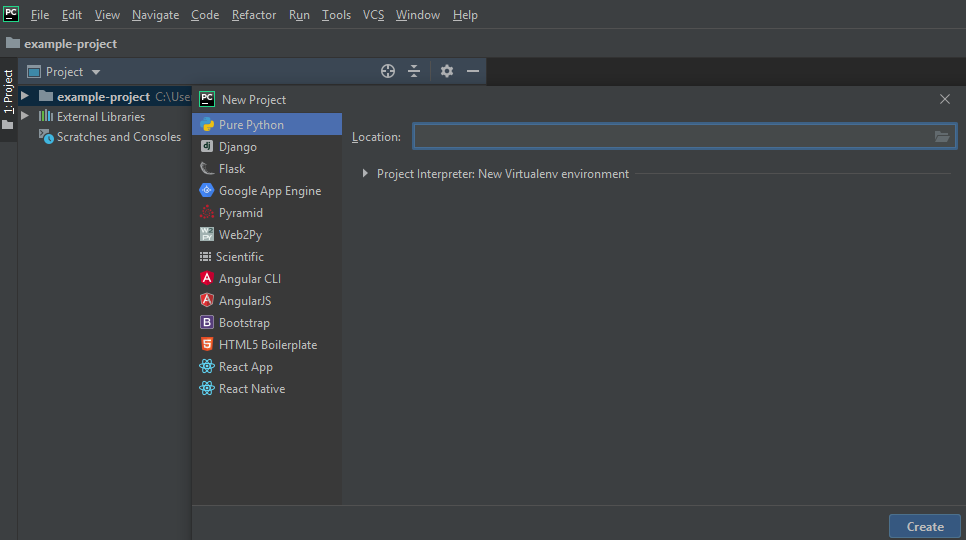 PC File Edit View Navigate Code Refactor Run Tools VCS Window Help
example-project
Project
1: Project
example-project C:\Use
External Libraries
Scratches and Consoles
PC New Project
Pure Python
Django
Flask
Google App Engine
Pyramid
Web2Py
Scientific
Angular CLI
AngularJS
Bootstrap
HTML5 Boilerplate
React App
React Native
Location:
Project Interpreter: New Virtualenv environment
Create